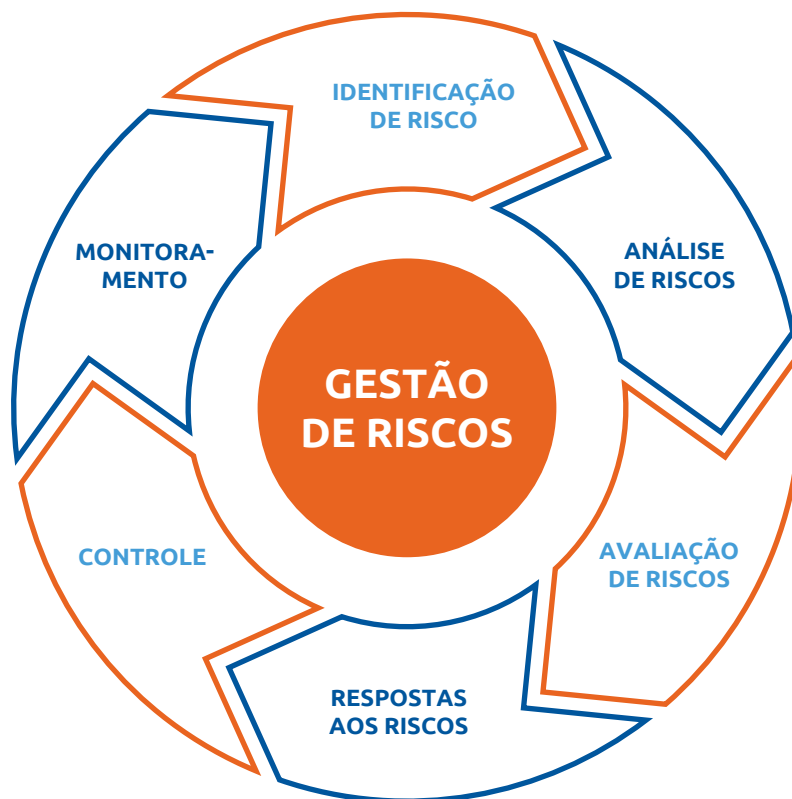 IDENTIFICAÇÃO
DE RISCO
ANÁLISE
DE RISCOS
AVALIAÇÃO
DE RISCOS
RESPOSTAS
AOS RISCOS
CONTROLE
MONITORA-
MENTO
GESTÃO
DE RISCOS